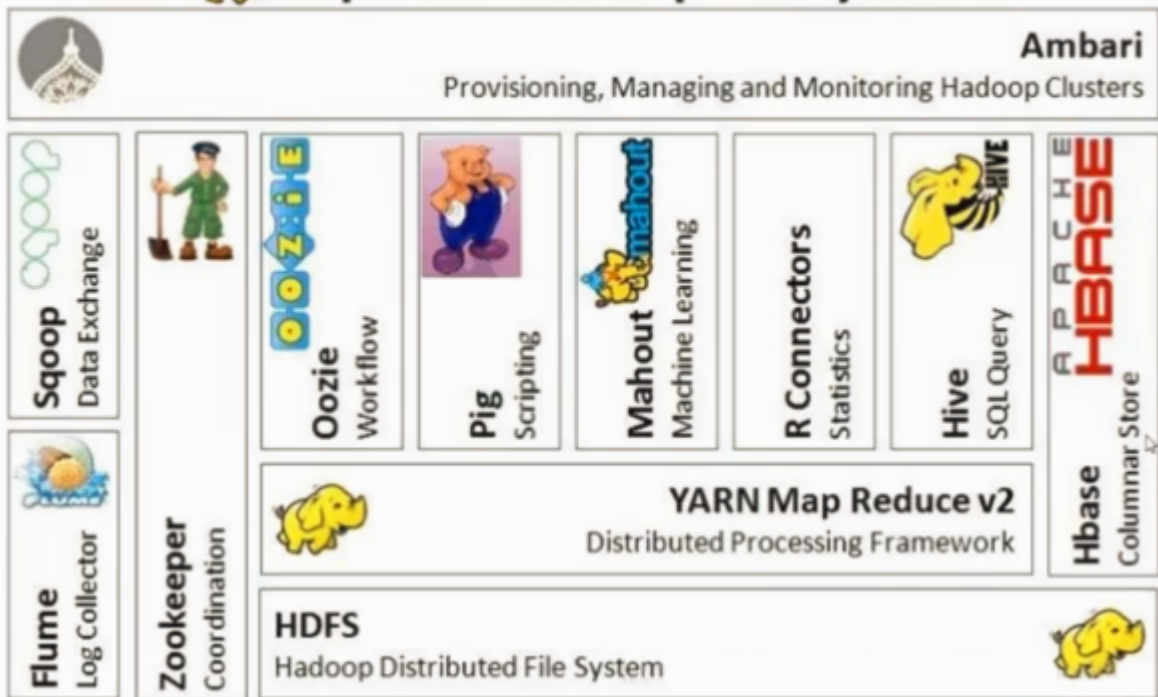 Ambari
Provisioning, Managing and Monitoring Hadoop Clusters
sqoop
Sqoop
Data Exchange
FLUME
Flume
Log Collector
Zookeeper
Coordination
OOZIE
Oozie
Workflow
Pig
Scripting
mahout
Mahout
Machine Learning
R Connectors
Statistics
HIVE
Hive
SQL Query
APACHE
HBASE
Hbase
Columnar Store
YARN Map Reduce v2
Distributed Processing Framework
HDFS
Hadoop Distributed File System